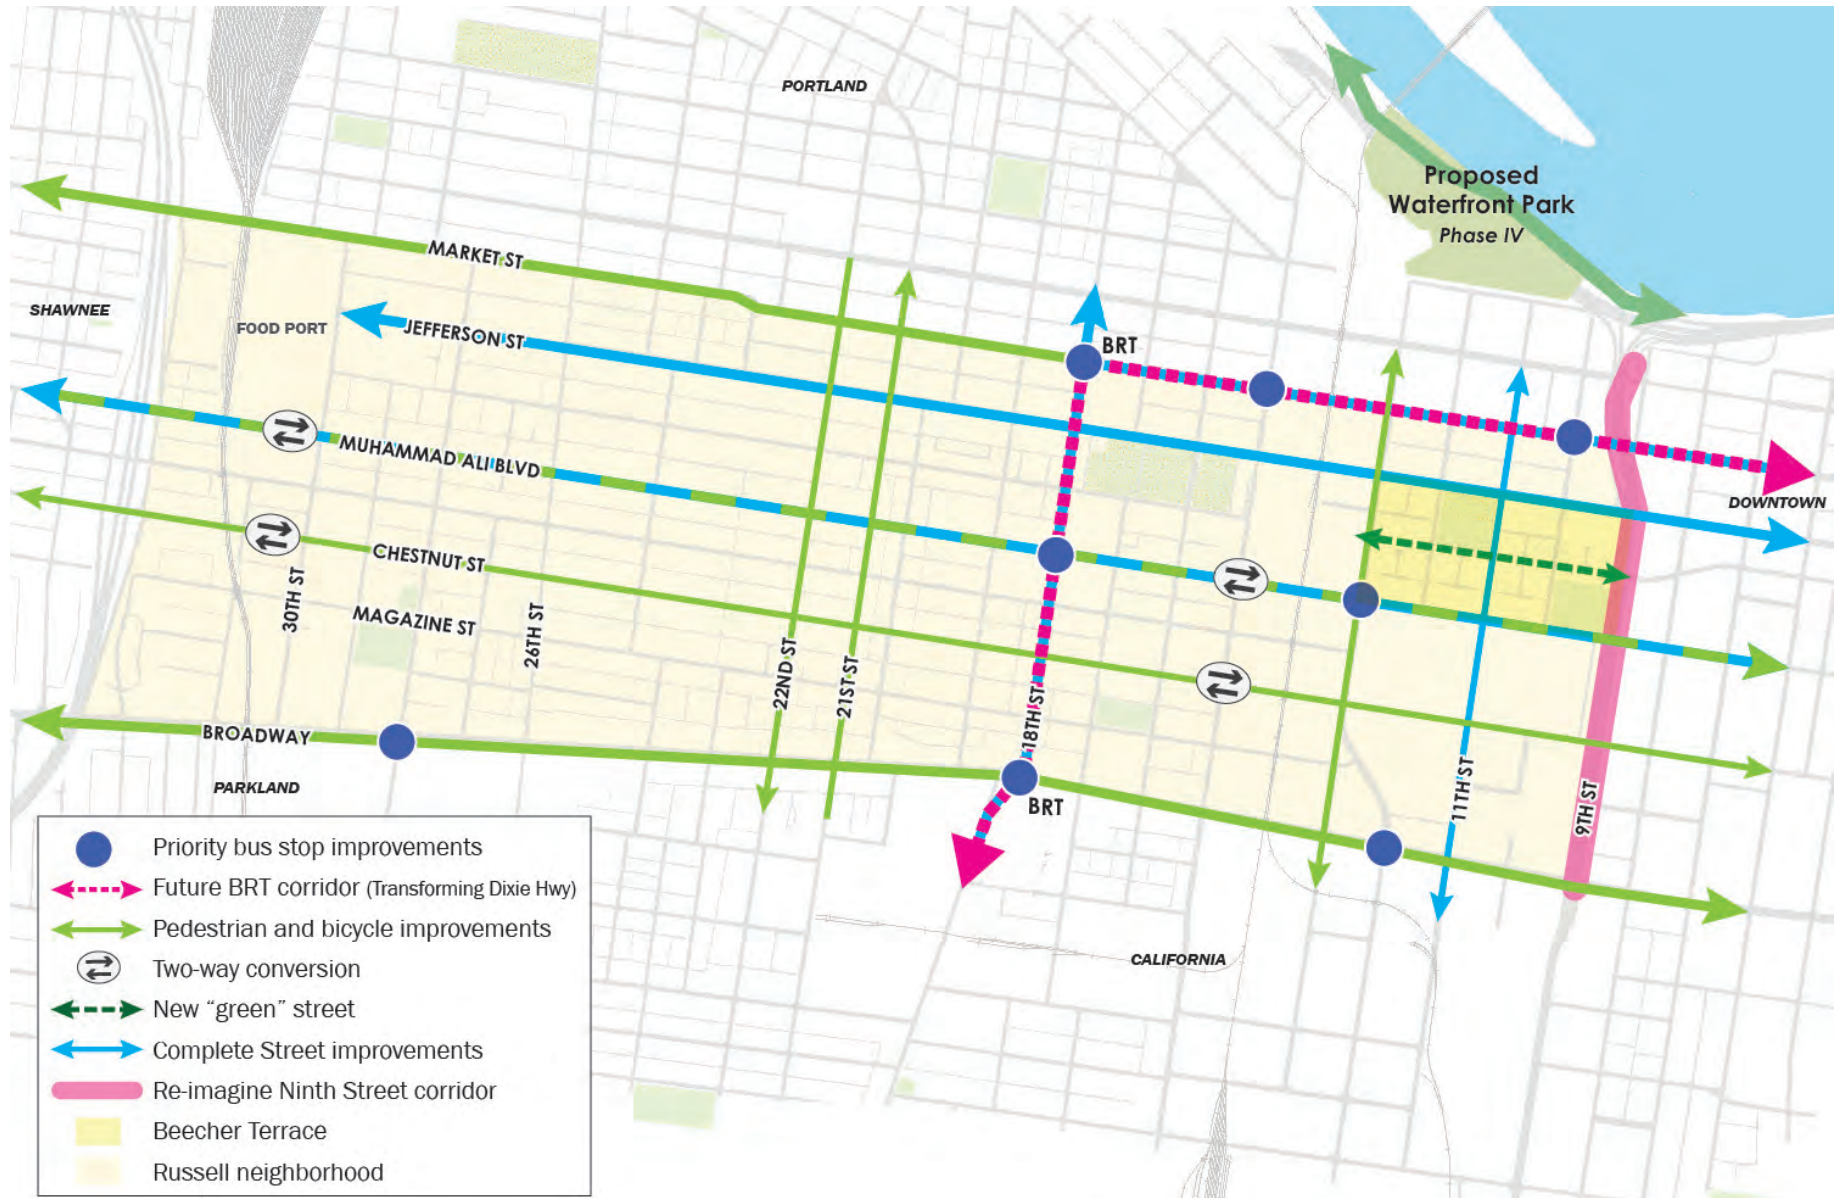 PORTLAND
Proposed
Waterfront Park
Phase IV
MARKET ST
SHAWNEE
FOOD PORT
JEFFERSON ST
BRT
MUHAMMAD ALI BLVD
DOWNTOWN
CHESTNUT ST
30TH ST
MAGAZINE ST
26TH ST
22ND ST
21ST ST
18TH ST
11TH ST
9TH ST
BROADWAY
PARKLAND
BRT
CALIFORNIA
Priority bus stop improvements
Future BRT corridor (Transforming Dixie Hwy)
Pedestrian and bicycle improvements
Two-way conversion
New “green” street
Complete Street improvements
Re-imagine Ninth Street corridor
Beecher Terrace
Russell neighborhood